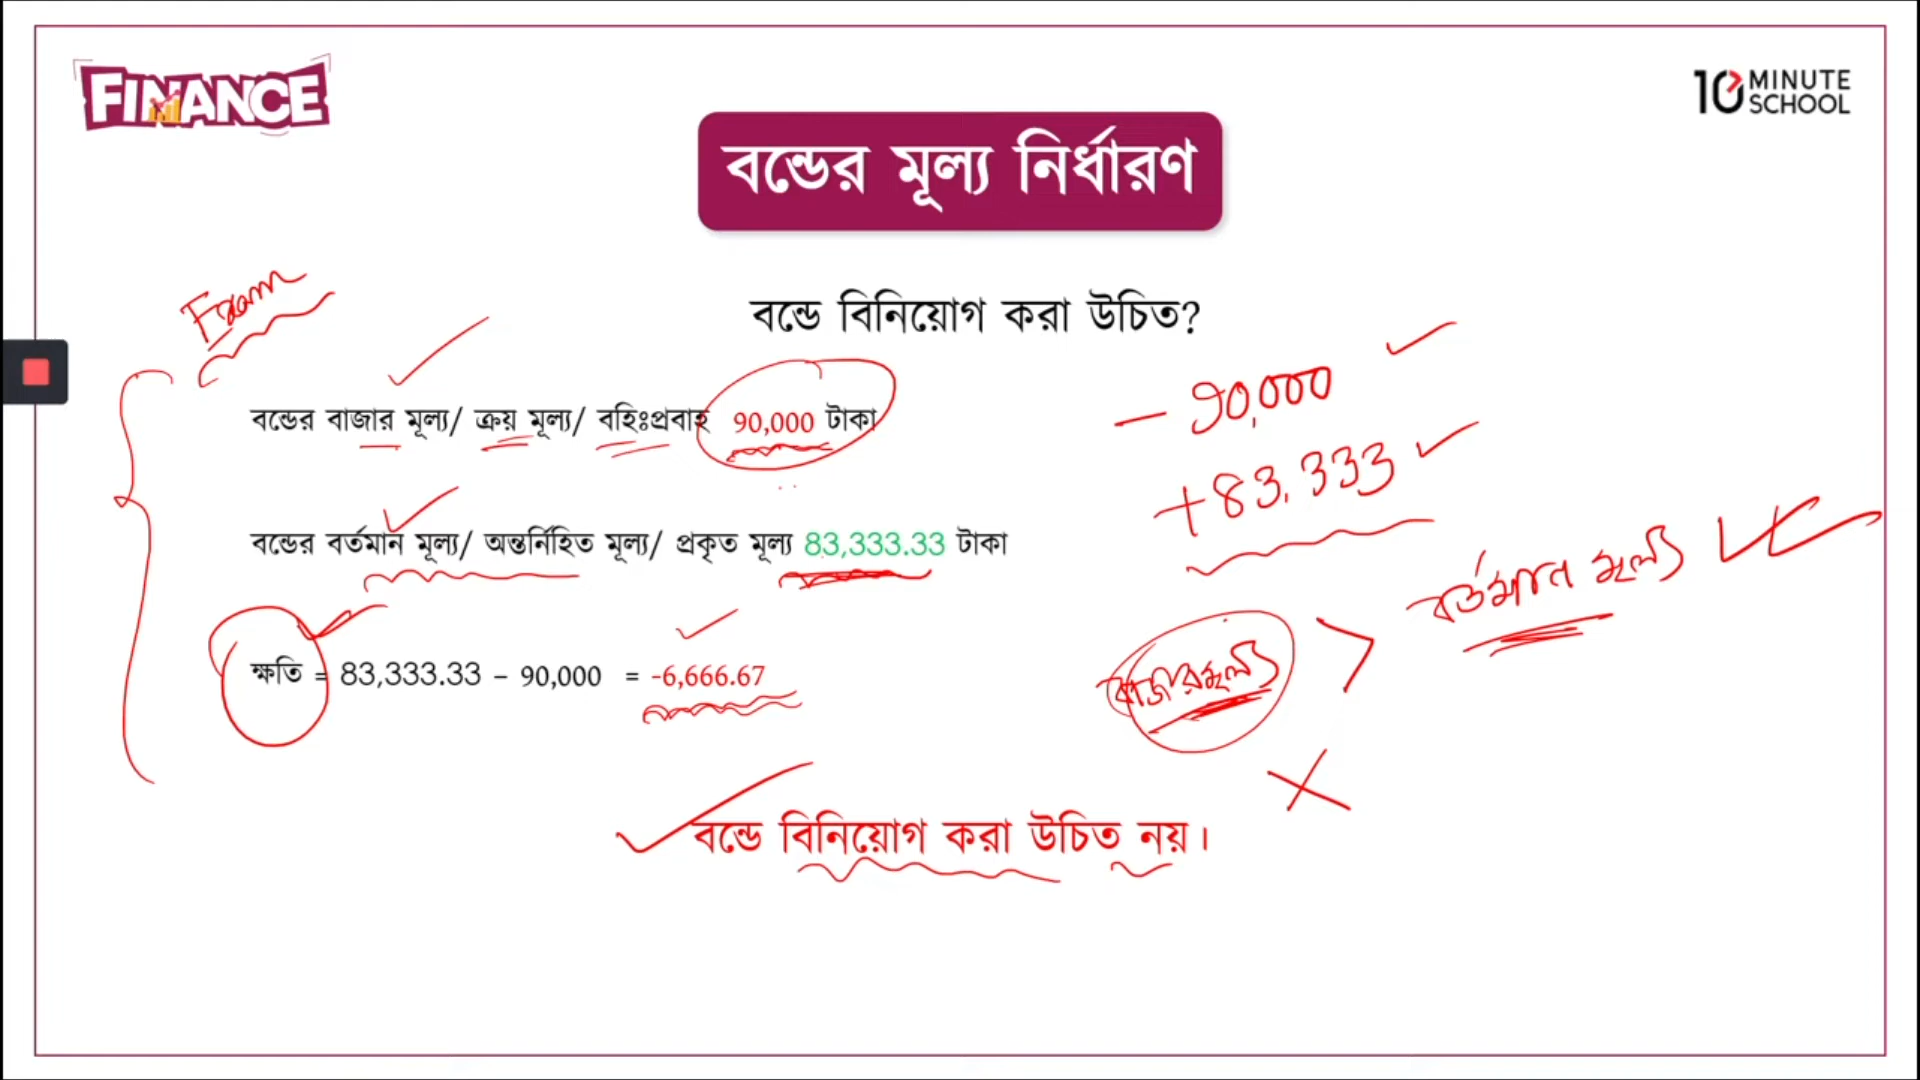 FINANCE
10 MINUTE SCHOOL
বন্ডের মূল্য নির্ধারণ
Exam
বন্ডে বিনিয়োগ করা উচিত?
বন্ডের বাজার মূল্য/ ক্রয় মূল্য/ বহিঃপ্রবাহ 90,000 টাকা
– 90,000
+ 83,333
বন্ডের বর্তমান মূল্য/ অন্তর্নিহিত মূল্য/ প্রকৃত মূল্য 83,333.33 টাকা
বাজারমূল্য > বর্তমান মূল্য
ক্ষতি = 83,333.33 – 90,000 = -6,666.67
বন্ডে বিনিয়োগ করা উচিত নয়।